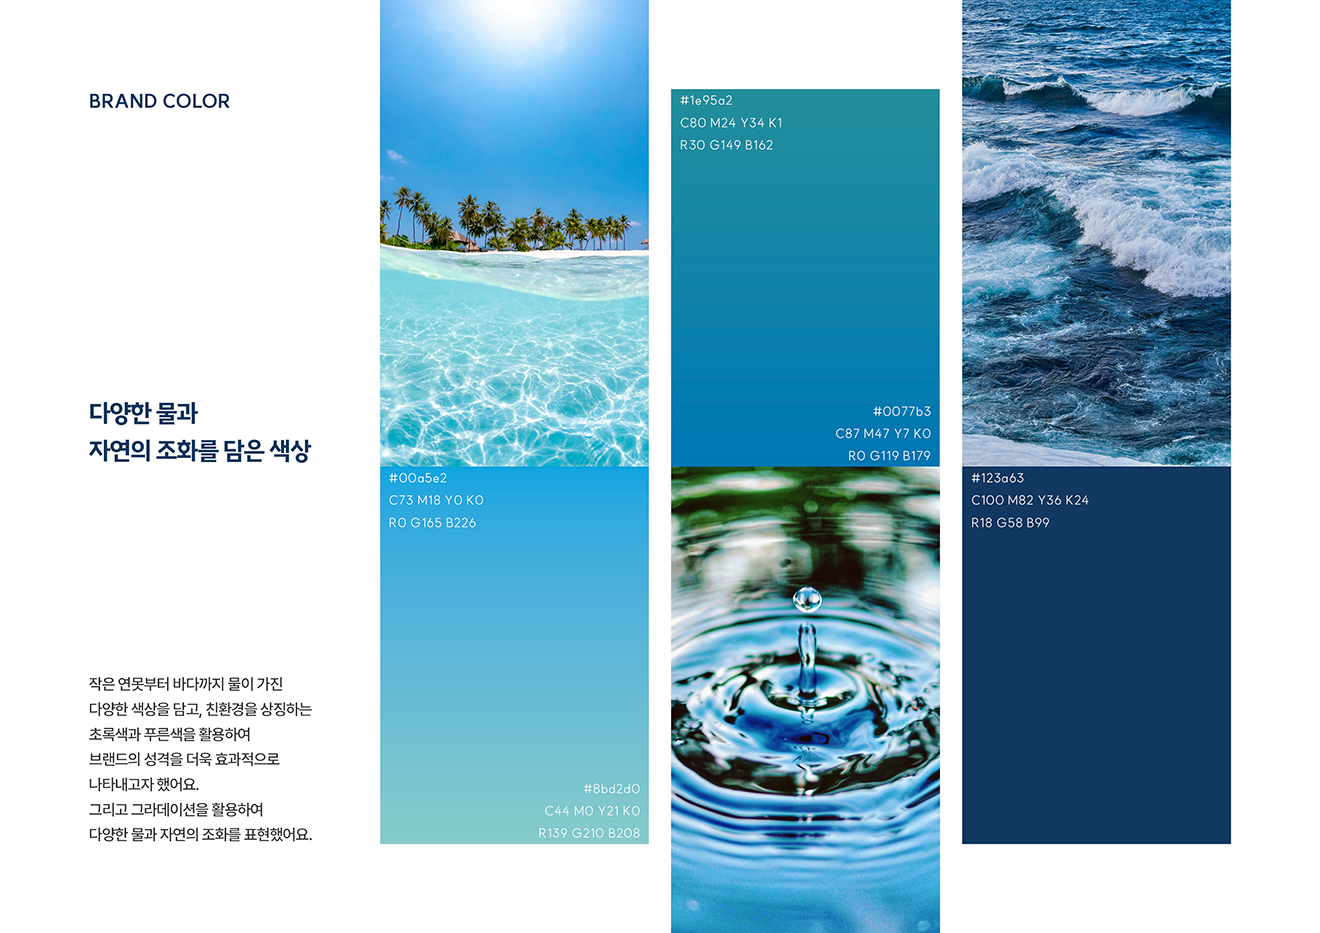 BRAND COLOR
다양한 물과
자연의 조화를 담은 색상
작은 연못부터 바다까지 물이 가진
다양한 색상을 담고, 친환경을 상징하는
초록색과 푸른색을 활용하여
브랜드의 성격을 더욱 효과적으로
나타내고자 했어요.
그리고 그라데이션을 활용하여
다양한 물과 자연의 조화를 표현했어요.
#00a5e2
C73 M18 Y0 K0
R0 G165 B226
#8bd2d0
C44 M0 Y21 K0
R139 G210 B208
#1e95a2
C80 M24 Y34 K1
R30 G149 B162
#0077b3
C87 M47 Y7 K0
R0 G119 B179
#123a63
C100 M82 Y36 K24
R18 G58 B99